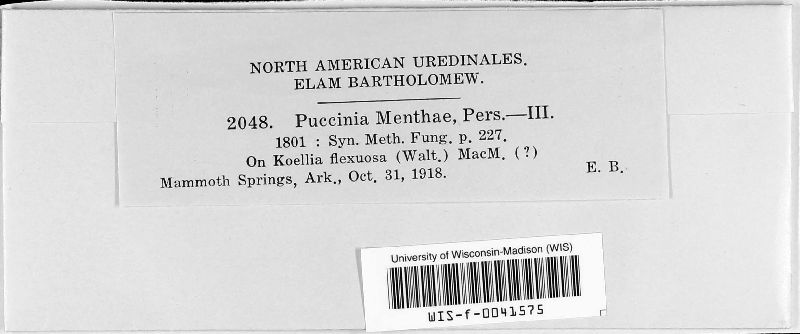 NORTH AMERICAN UREDINALES.
ELAM BARTHOLOMEW.
2048. Puccinia Menthae, Pers.—III.
1801 : Syn. Meth. Fung. p. 227.
On Koellia flexuosa (Walt.) MacM. (?)
Mammoth Springs, Ark., Oct. 31, 1918. E. B.
University of Wisconsin-Madison (WIS)
WIS-f-0041575